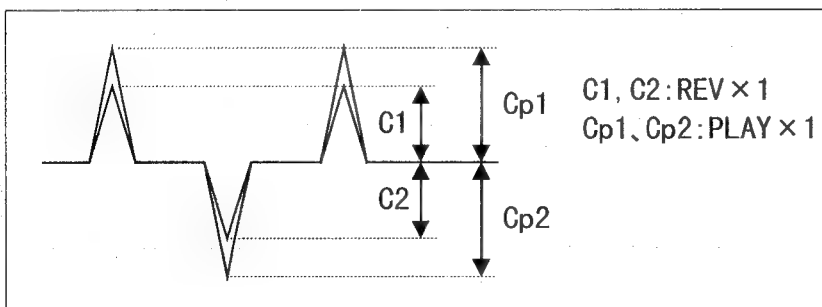 C1
Cp1
C1, C2:REV×1
Cp1、Cp2:PLAY×1
C2
Cp2